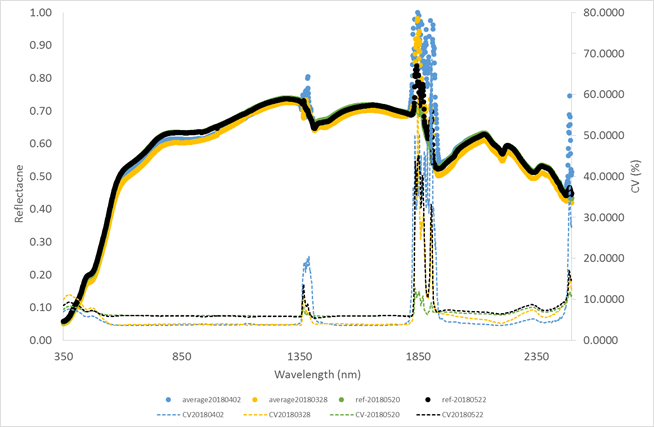 1.00 80.0000
0.90 70.0000
0.80 60.0000
0.70 50.0000
0.60
0.50 40.0000
0.40 30.0000
0.30 20.0000
0.20
0.10 10.0000
0.00 0.0000
Reflectacne
CV (%)
350 850 1350 1850 2350
Wavelength (nm)
average20180402 average20180328 ref-20180520 ref-20180522
CV20180402 CV20180328 CV-20180520 CV20180522